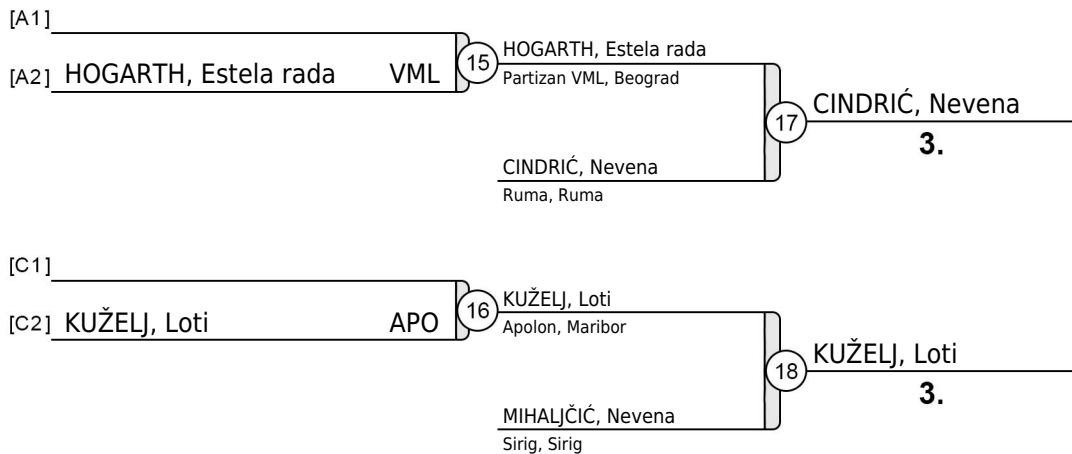 [A1]
[A2] HOGARTH, Estela rada VML
15
HOGARTH, Estela rada
Partizan VML, Beograd
17
CINDRIĆ, Nevena
3.
CINDRIĆ, Nevena
Ruma, Ruma
[C1]
[C2] KUŽELJ, Loti APO
16
KUŽELJ, Loti
Apolon, Maribor
18
KUŽELJ, Loti
3.
MIHALJČIĆ, Nevena
Sirig, Sirig